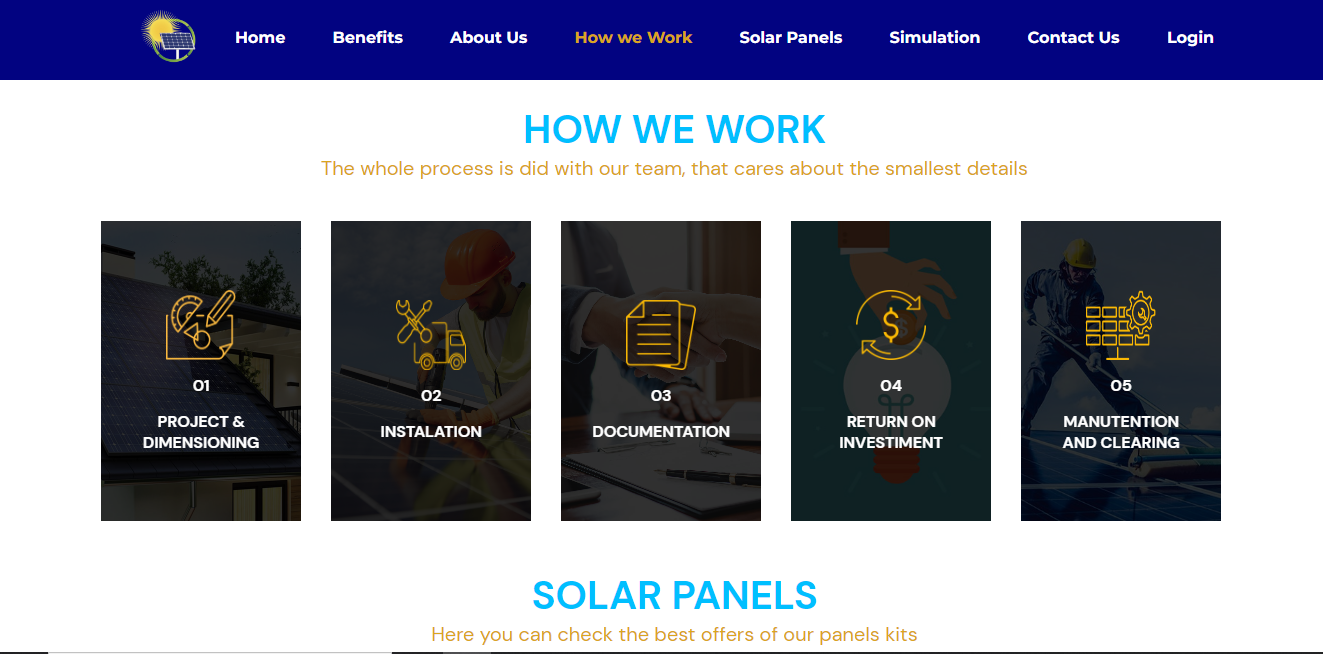 Home Benefits About Us How we Work Solar Panels Simulation Contact Us Login
HOW WE WORK
The whole process is did with our team, that cares about the smallest details
01
PROJECT &
DIMENSIONING
02
INSTALATION
03
DOCUMENTATION
04
RETURN ON
INVESTIMENT
05
MANUTENTION
AND CLEARING
SOLAR PANELS
Here you can check the best offers of our panels kits